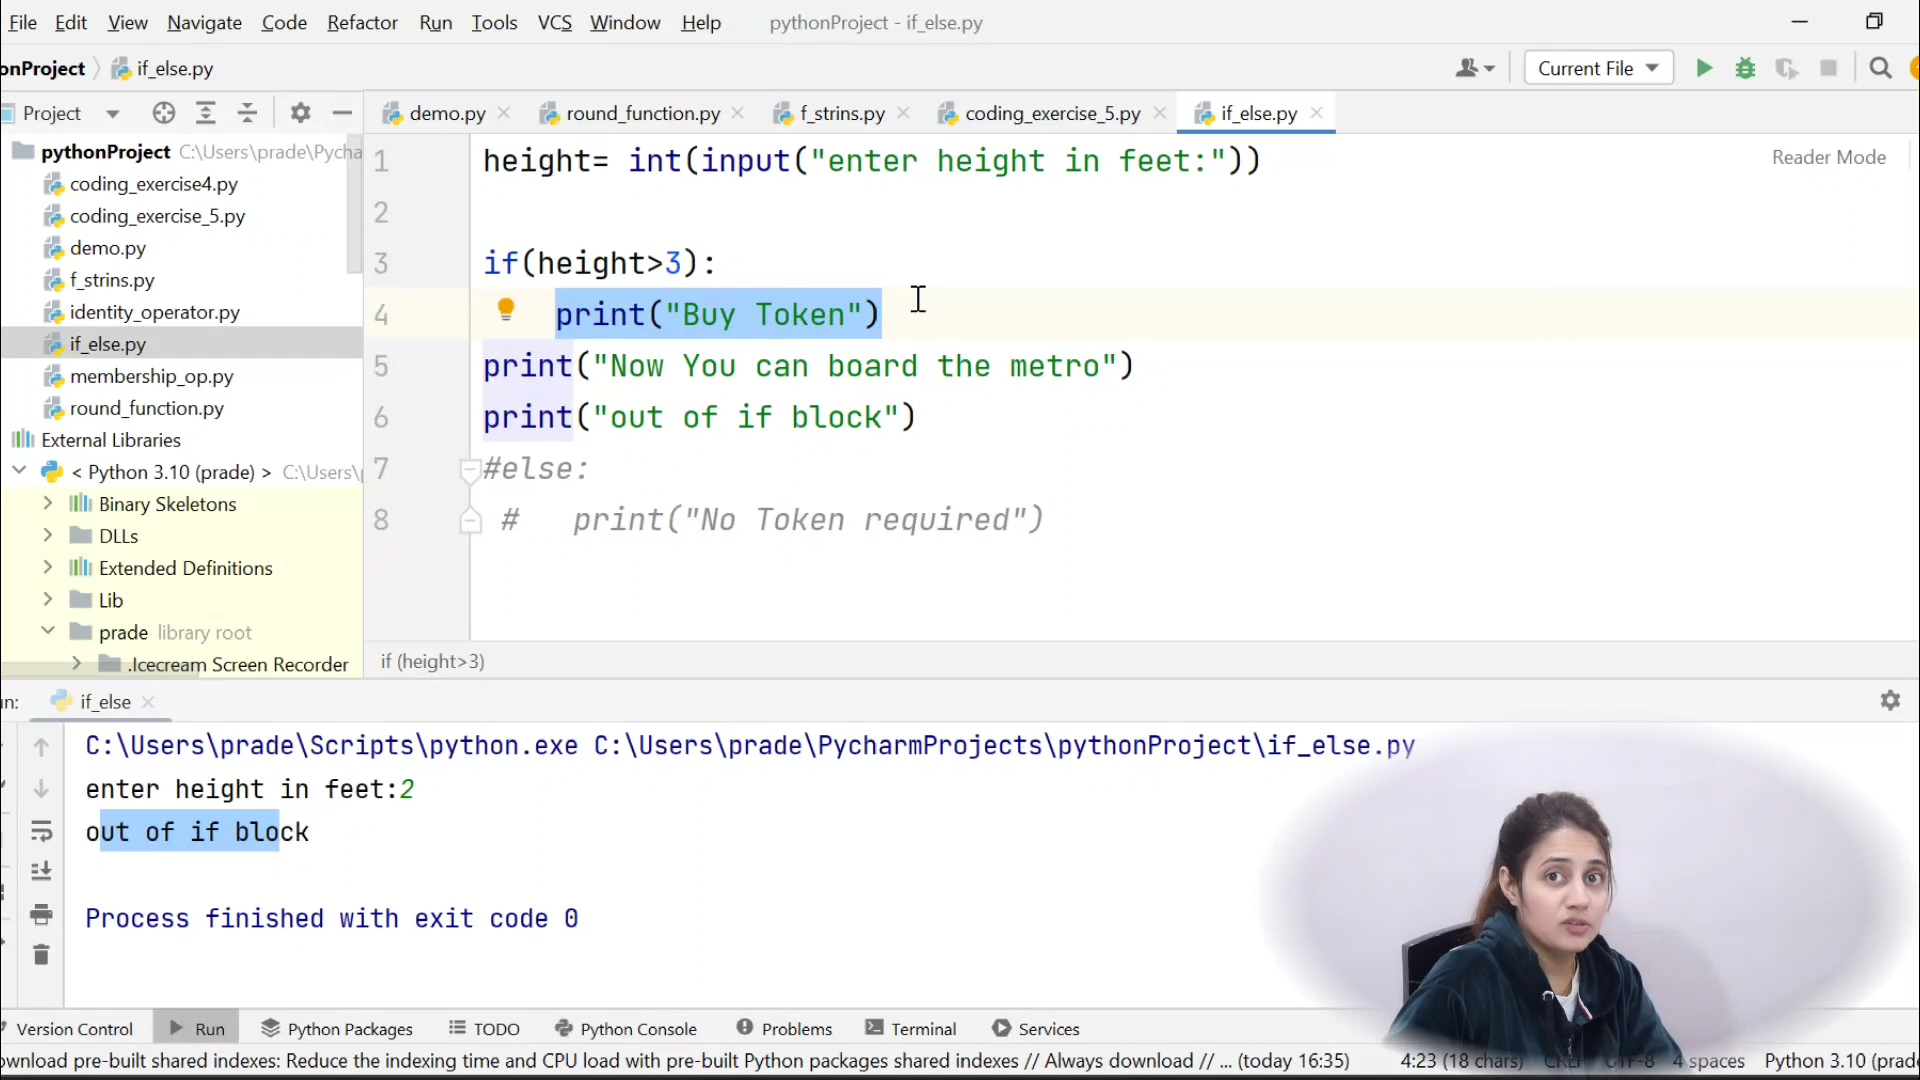 File Edit View Navigate Code Refactor Run Tools VCS Window Help pythonProject - if_else.py
onProject if_else.py Current File
Project demo.py round_function.py f_strins.py coding_exercise_5.py if_else.py
pythonProject C:\Users\prade\Pycha
coding_exercise4.py
coding_exercise_5.py
demo.py
f_strins.py
identity_operator.py
if_else.py
membership_op.py
round_function.py
External Libraries
< Python 3.10 (prade) > C:\Users\
Binary Skeletons
DLLs
Extended Definitions
Lib
prade library root
.Icecream Screen Recorder
Reader Mode
1 height= int(input("enter height in feet:"))
2
3 if(height>3):
4 print("Buy Token")
5 print("Now You can board the metro")
6 print("out of if block")
7 #else:
8 # print("No Token required")
if (height>3)
un: if_else
C:\Users\prade\Scripts\python.exe C:\Users\prade\PycharmProjects\pythonProject\if_else.py
enter height in feet:2
out of if block
Process finished with exit code 0
Version Control Run Python Packages TODO Python Console Problems Terminal Services
ownload pre-built shared indexes: Reduce the indexing time and CPU load with pre-built Python packages shared indexes // Always download // ... (today 16:35) 4:23 (18 chars) CRLF UTF-8 4 spaces Python 3.10 (prade